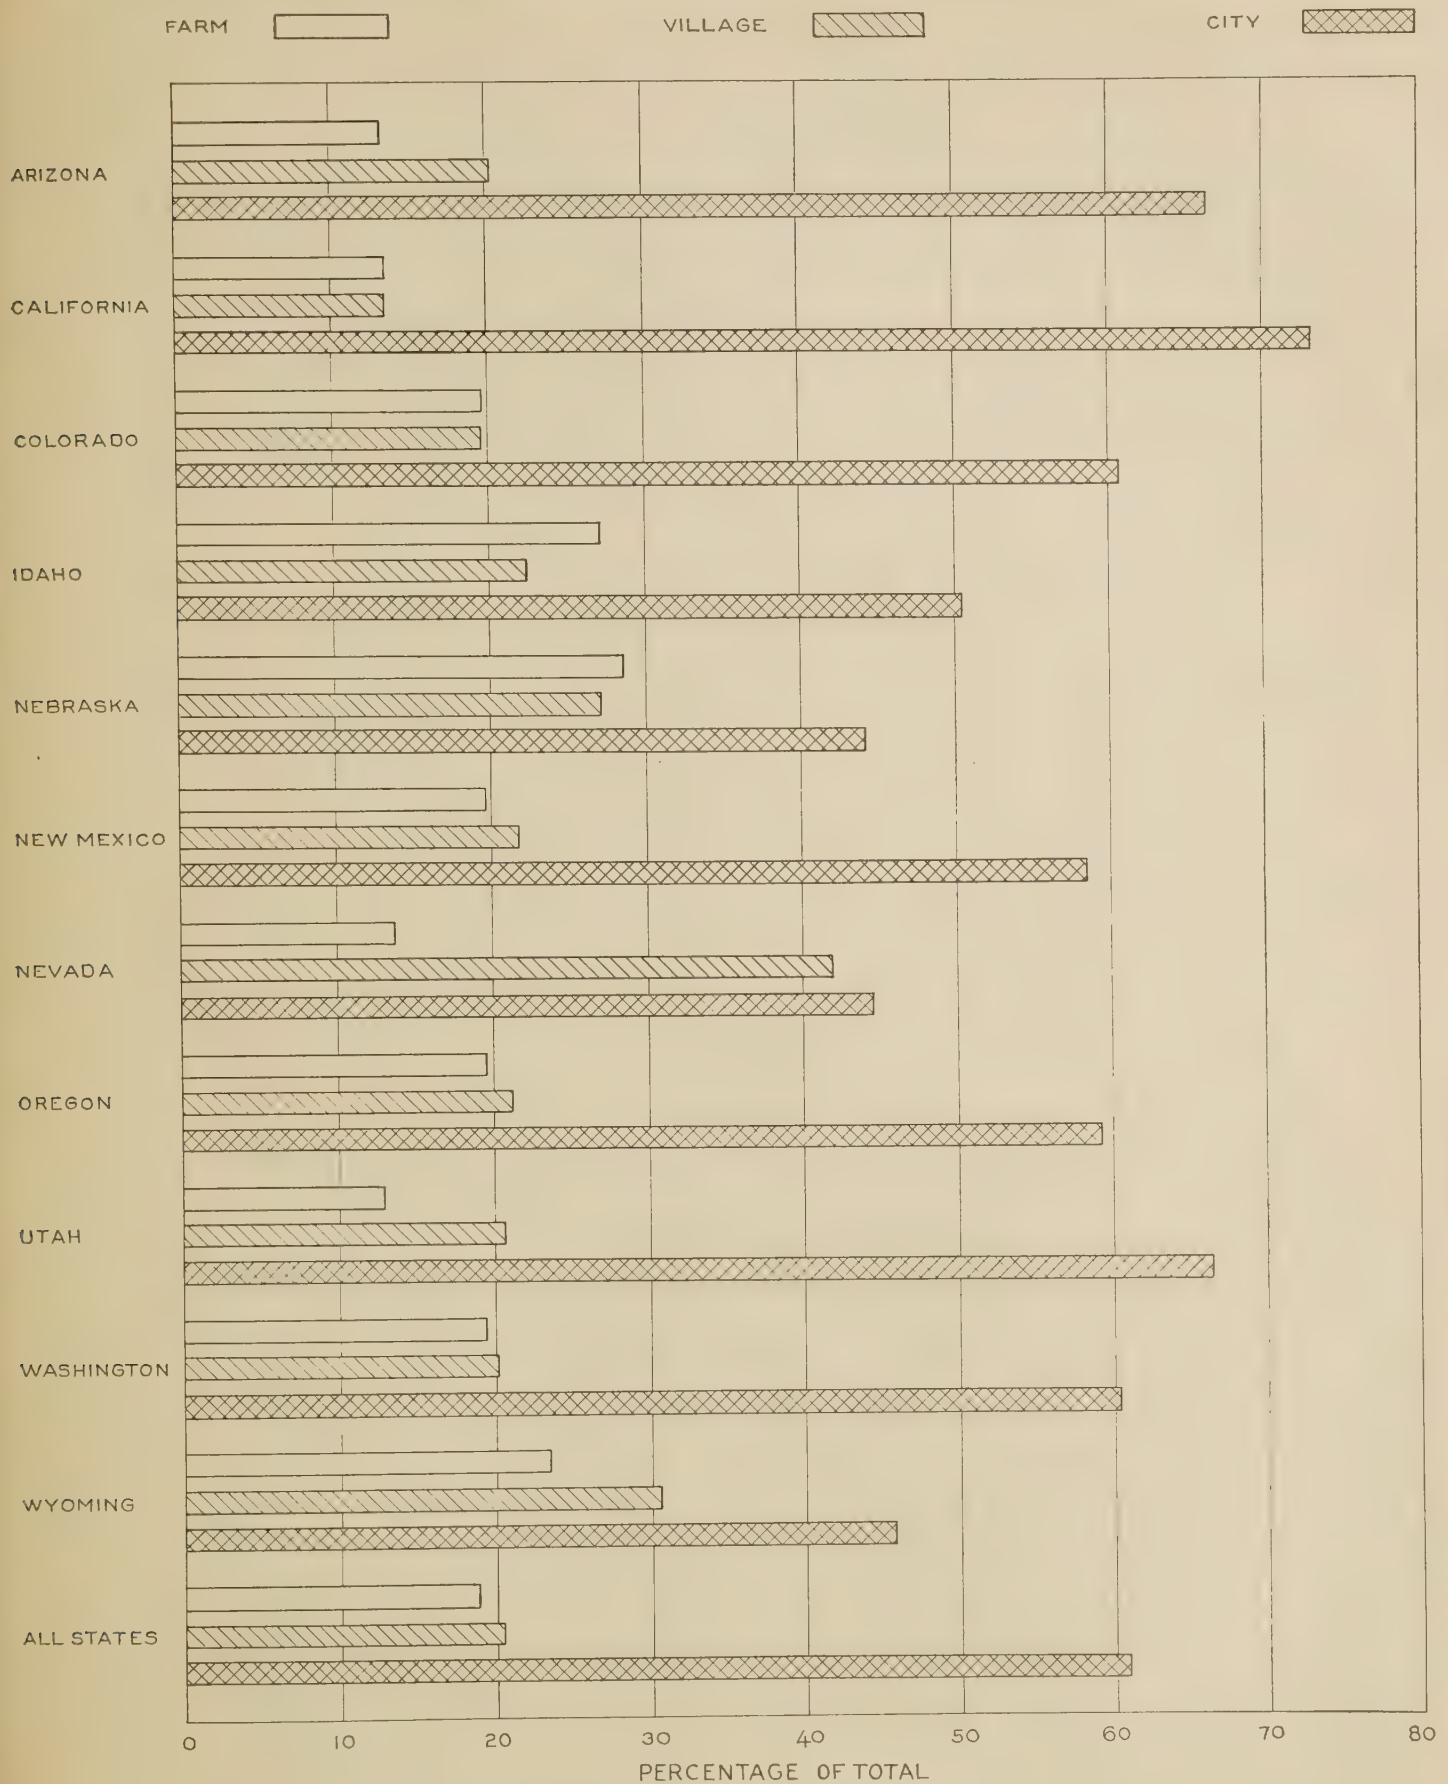 FARM VILLAGE CITY
ARIZONA
CALIFORNIA
COLORADO
IDAHO
NEBRASKA
NEW MEXICO
NEVADA
OREGON
UTAH
WASHINGTON
WYOMING
ALL STATES
0 10 20 30 40 50 60 70 80
PERCENTAGE OF TOTAL